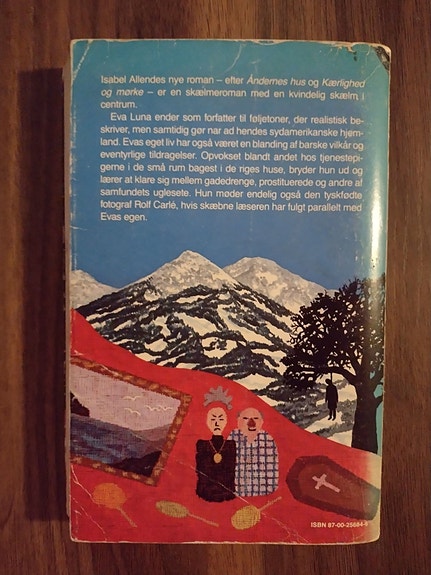 Isabel Allendes nye roman – efter Åndernes hus og Kærlighed
og mørke – er en skælmeroman med en kvindelig skælm i
centrum.
Eva Luna ender som forfatter til føljetoner, der realistisk be-
skriver, men samtidig gør nar ad hendes sydamerikanske hjem-
land. Evas eget liv har også været en blanding af barske vilkår og
eventyrlige tildragelser. Opvokset blandt andet hos tjenestepi-
gerne i de små rum bagest i de riges huse, bryder hun ud og
lærer at klare sig mellem gadedrenge, prostituerede og andre af
samfundets uglesete. Hun møder endelig også den tyskfødte
fotograf Rolf Carlé, hvis skæbne læseren har fulgt parallelt med
Evas egen.
ISBN 87-00-25684-6